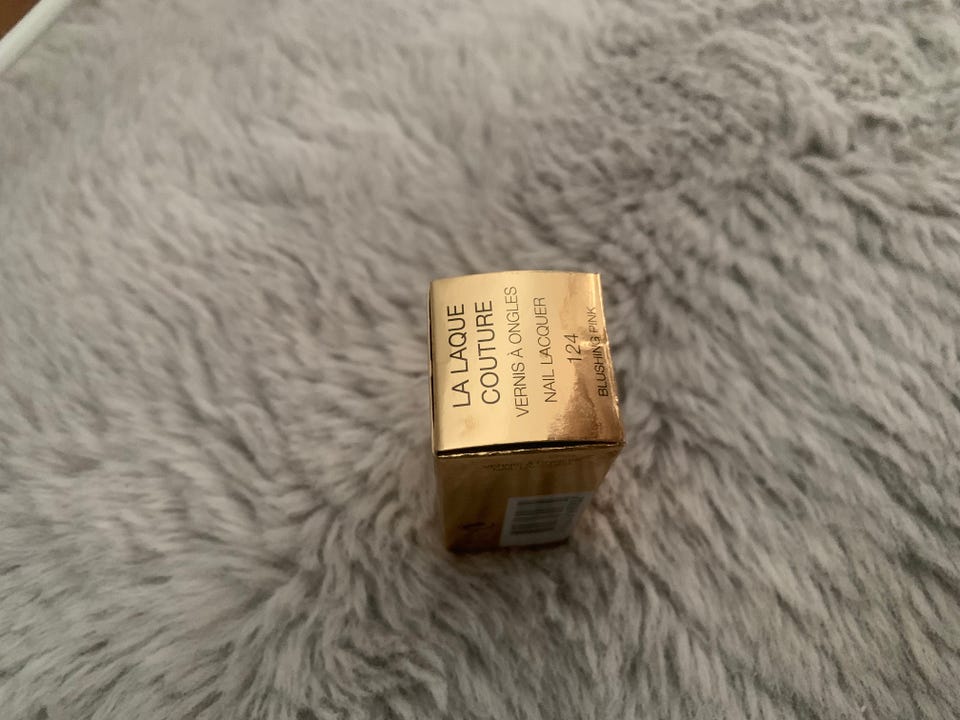 LA LAQUE
COUTURE
VERNIS À ONGLES
NAIL LACQUER
124
BLUSHING PINK